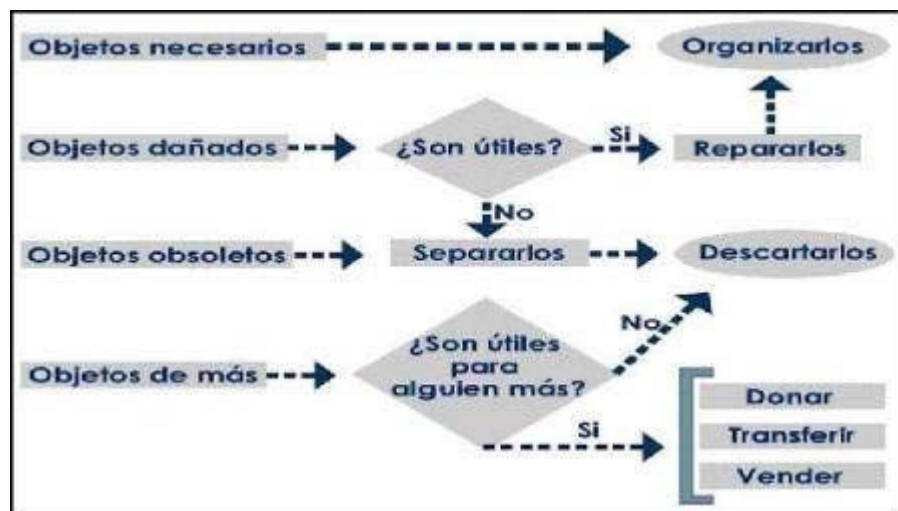 Objetos necesarios
Organizarlos
Objetos dañados
¿Son útiles?
Si
Repararlos
No
Objetos obsoletos
Separarlos
Descartarlos
Objetos de más
¿Son útiles
para
alguien más?
No
Si
Donar
Transferir
Vender